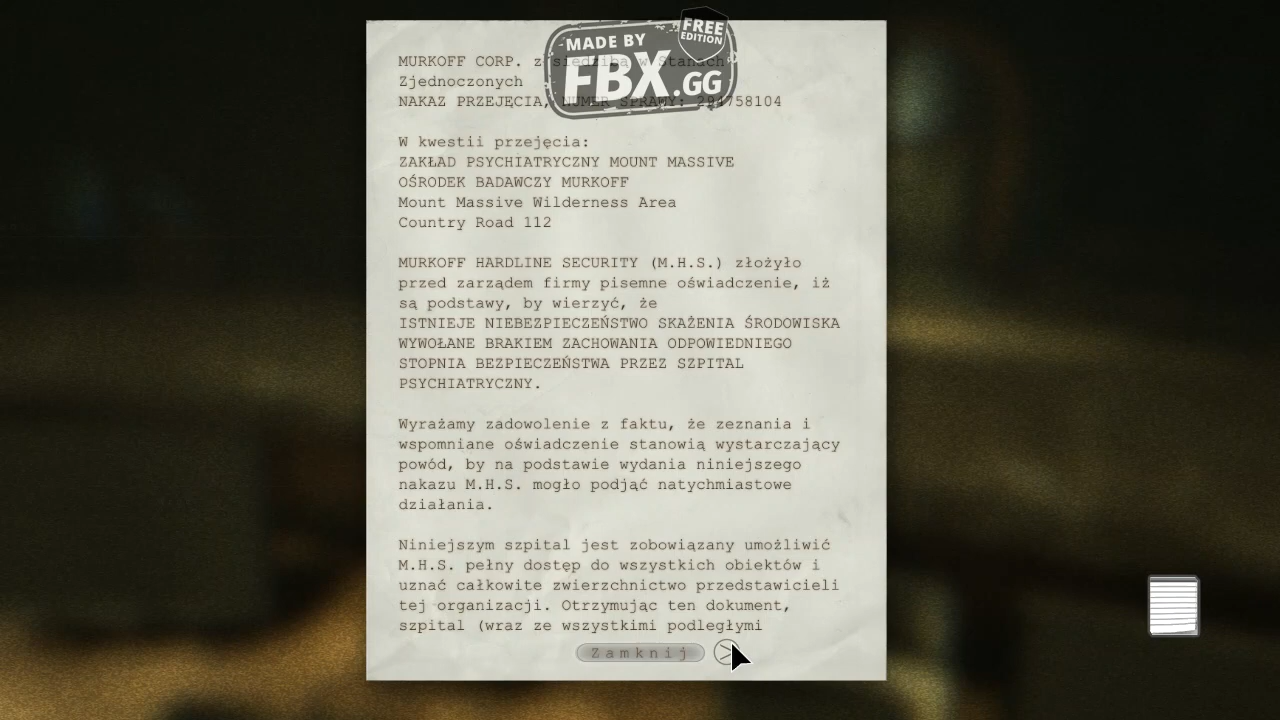 MADE BY
FREE
EDITION
FBX.GG
MURKOFF CORP. z siedzibą w Stanach
Zjednoczonych
NAKAZ PRZEJĘCIA, NUMER SPRAWY: 294758104
W kwestii przejęcia:
ZAKŁAD PSYCHIATRYCZNY MOUNT MASSIVE
OŚRODEK BADAWCZY MURKOFF
Mount Massive Wilderness Area
Country Road 112
MURKOFF HARDLINE SECURITY (M.H.S.) złożyło
przed zarządem firmy pisemne oświadczenie, iż
są podstawy, by wierzyć, że
ISTNIEJE NIEBEZPIECZEŃSTWO SKAŻENIA ŚRODOWISKA
WYWOŁANE BRAKIEM ZACHOWANIA ODPOWIEDNIEGO
STOPNIA BEZPIECZEŃSTWA PRZEZ SZPITAL
PSYCHIATRYCZNY.
Wyrażamy zadowolenie z faktu, że zeznania i
wspomniane oświadczenie stanowią wystarczający
powód, by na podstawie wydania niniejszego
nakazu M.H.S. mogło podjąć natychmiastowe
działania.
Niniejszym szpital jest zobowiązany umożliwić
M.H.S. pełny dostęp do wszystkich obiektów i
uznać całkowite zwierzchnictwo przedstawicieli
tej organizacji. Otrzymując ten dokument,
szpital (wraz ze wszystkimi podległymi
Zamknij >